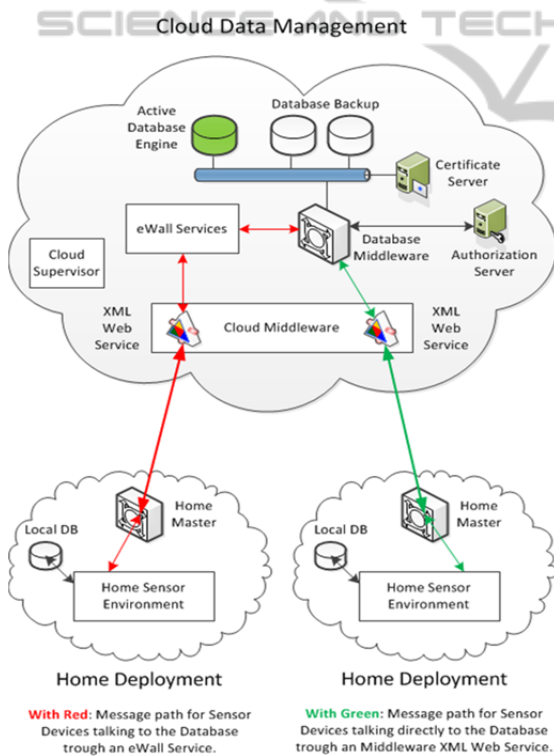 SCIENCE AND TECH
Cloud Data Management
Active
Database
Engine
Database Backup
Certificate
Server
eWall Services
Database
Middleware
Authorization
Server
Cloud
Supervisor
XML
Web
Service
Cloud Middleware
XML
Web
Service
Home
Master
Local DB
Home Sensor
Environment
Home
Master
Local DB
Home Sensor
Environment
Home Deployment
Home Deployment
With Red: Message path for Sensor
Devices talking to the Database
trough an eWall Service.
With Green: Message path for Sensor
Devices talking directly to the Database
trough an Middleware XML Web Service.